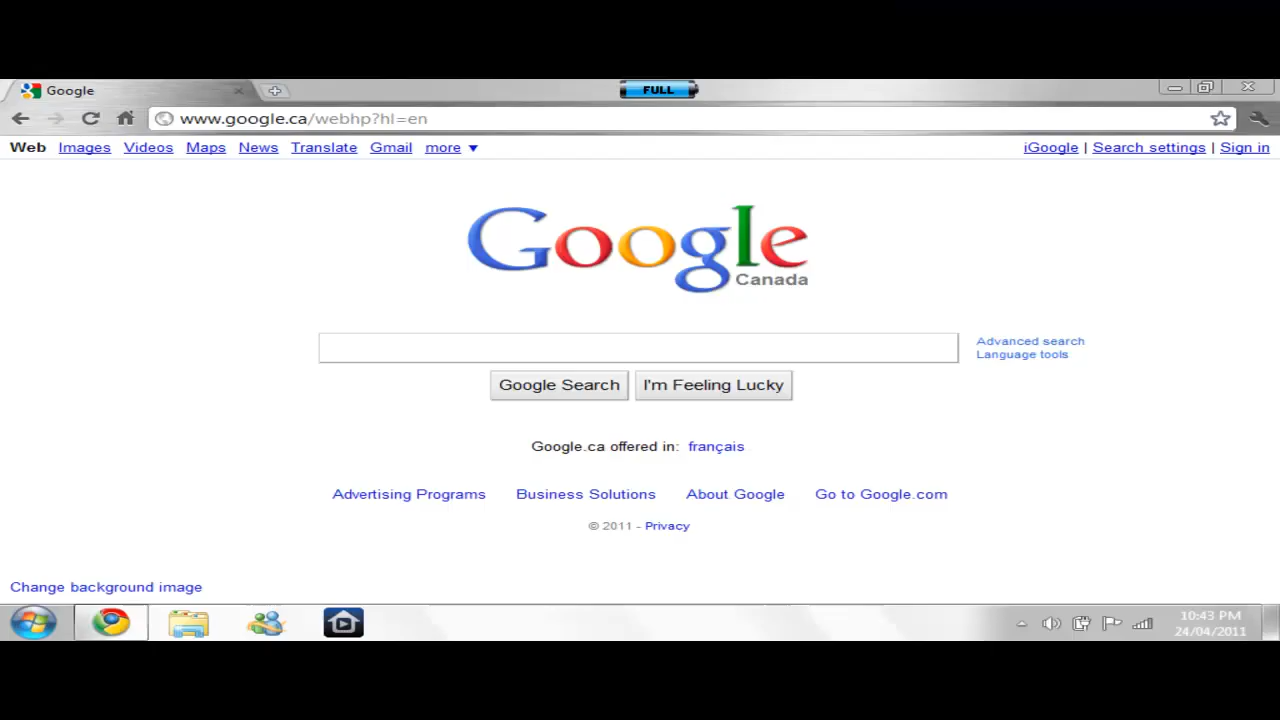 Google
FULL
www.google.ca/webhp?hl=en
Web Images Videos Maps News Translate Gmail more ▼
iGoogle | Search settings | Sign in
Google
Canada
Advanced search
Language tools
Google Search
I'm Feeling Lucky
Google.ca offered in: français
Advertising Programs Business Solutions About Google Go to Google.com
© 2011 - Privacy
Change background image
10:43 PM
24/04/2011